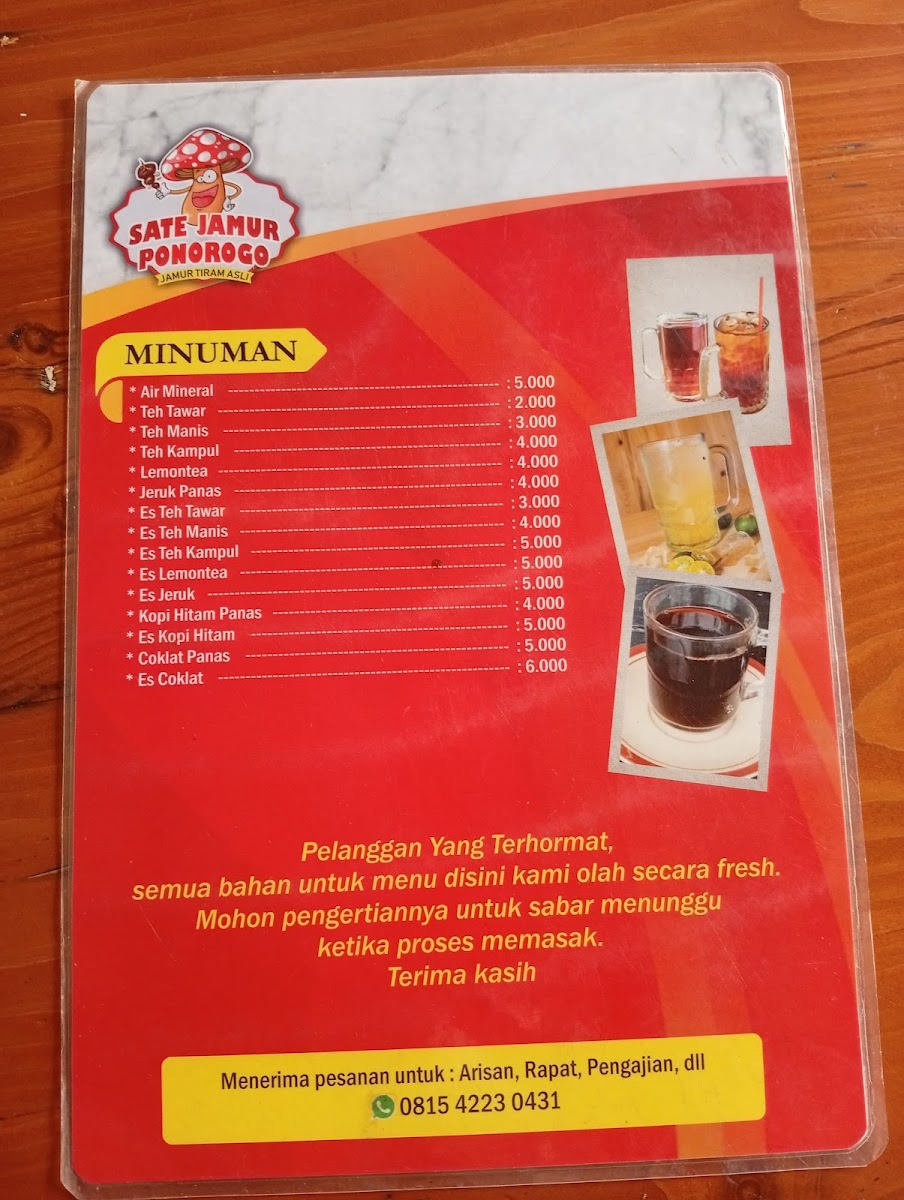 SATE JAMUR
PONOROGO
JAMUR TIRAM ASLI
MINUMAN
* Air Mineral : 5.000
* Teh Tawar : 2.000
* Teh Manis : 3.000
* Teh Kampul : 4.000
* Lemontea : 4.000
* Jeruk Panas : 4.000
* Es Teh Tawar : 3.000
* Es Teh Manis : 4.000
* Es Teh Kampul : 5.000
* Es Lemontea : 5.000
* Es Jeruk : 5.000
* Kopi Hitam Panas : 4.000
* Es Kopi Hitam : 5.000
* Coklat Panas : 5.000
* Es Coklat : 6.000
Pelanggan Yang Terhormat,
semua bahan untuk menu disini kami olah secara fresh.
Mohon pengertiannya untuk sabar menunggu
ketika proses memasak.
Terima kasih
Menerima pesanan untuk : Arisan, Rapat, Pengajian, dll
0815 4223 0431